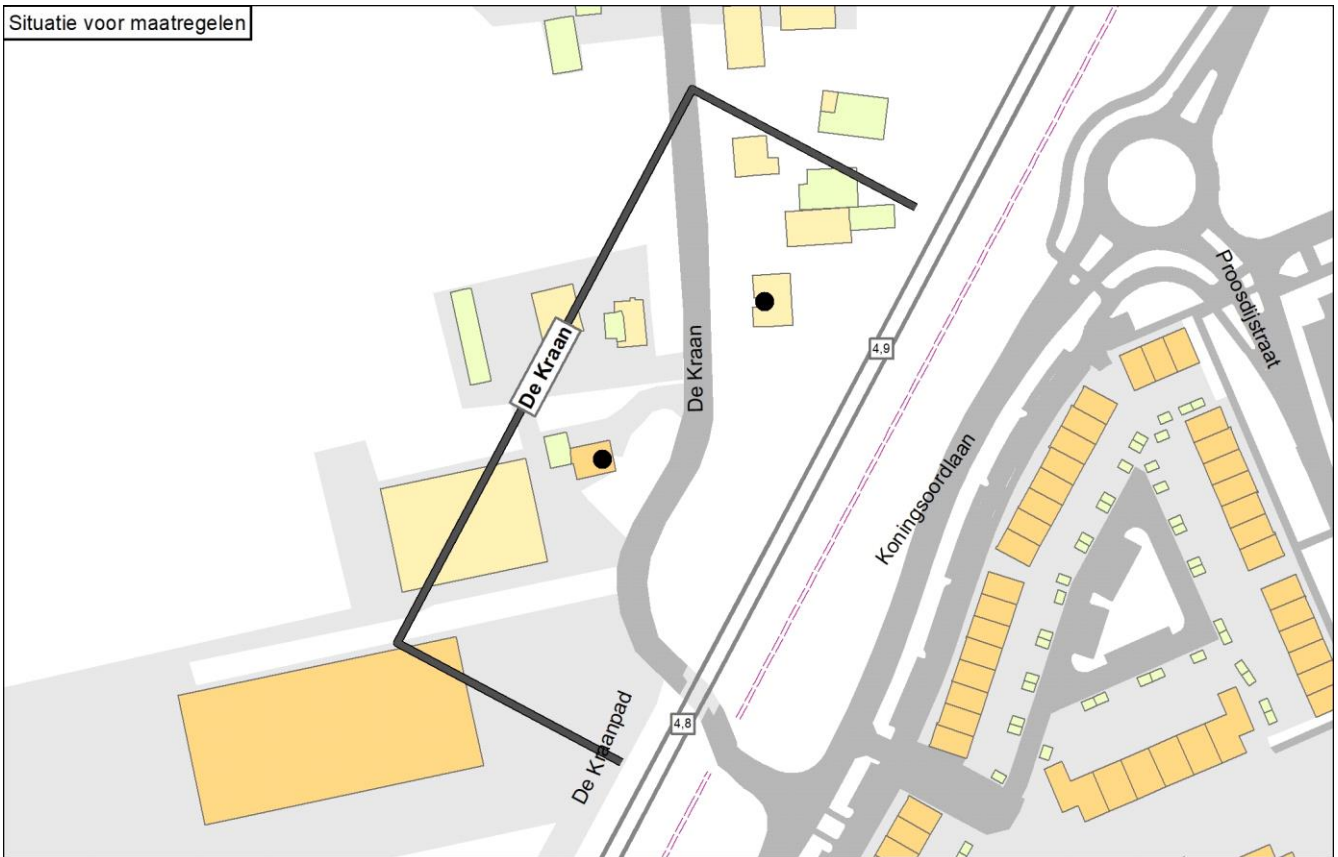 Situatie voor maatregelen
Proosdijstraat
De Kraan
De Kraan
4,9
Koningsoordlaan
4,8
De Kraanpad